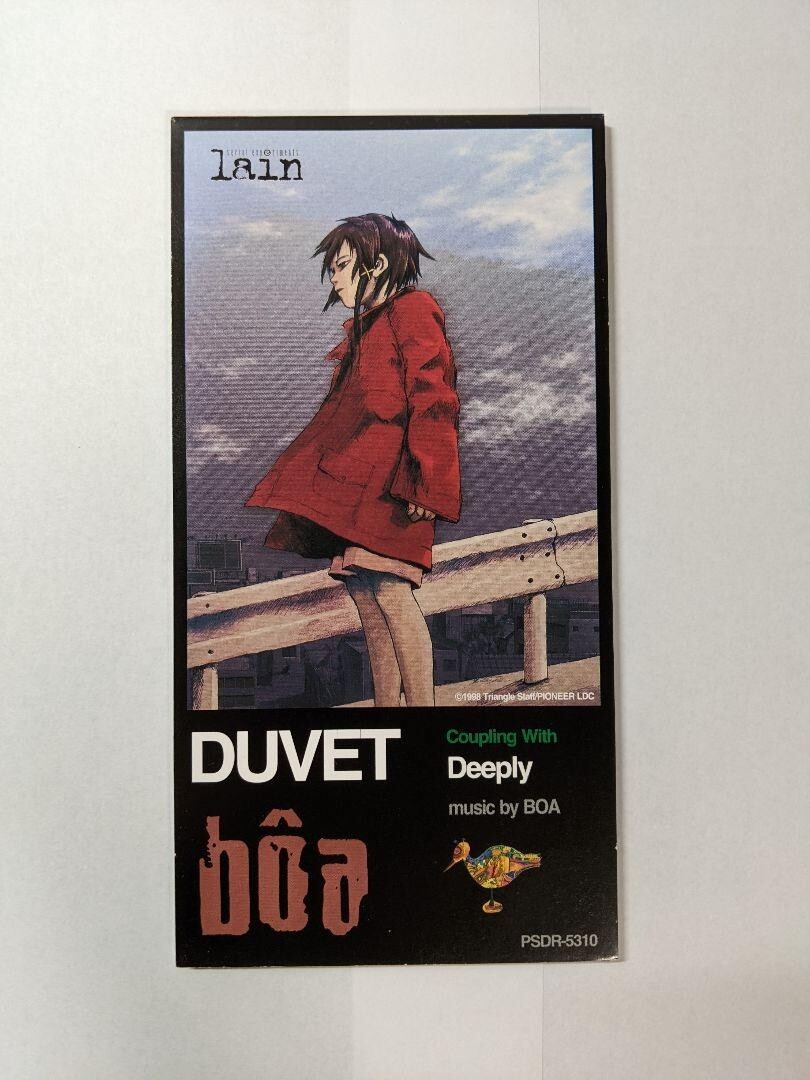 serial experiments
lain
©1998 Triangle Staff/PIONEER LDC
DUVET
Coupling With
Deeply
music by BOA
bôa
PSDR-5310